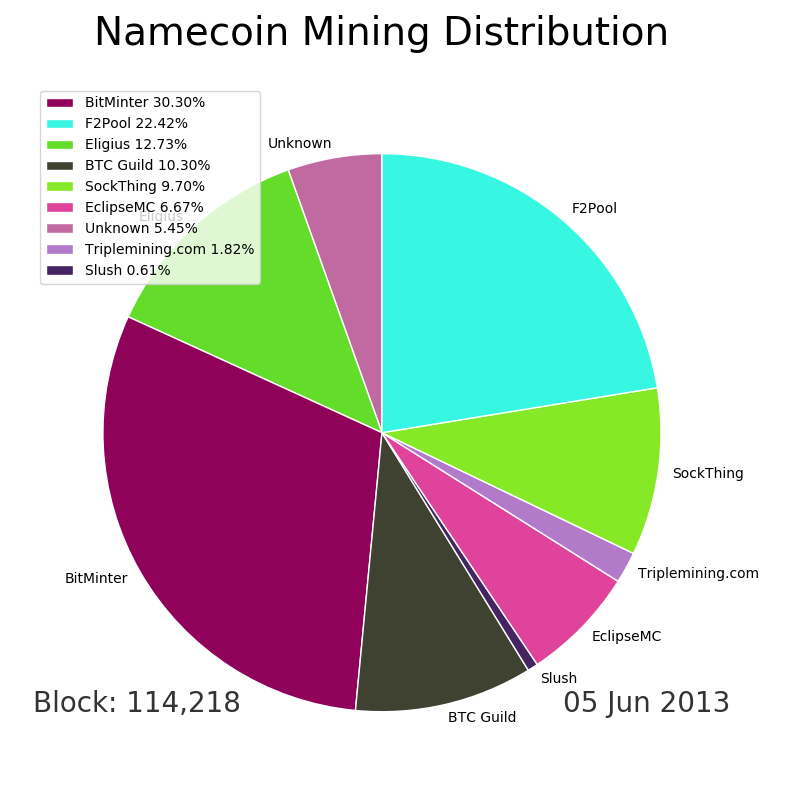 Namecoin Mining Distribution
BitMinter 30.30%
F2Pool 22.42%
Eligius 12.73%
BTC Guild 10.30%
SockThing 9.70%
EclipseMC 6.67%
Unknown 5.45%
Triplemining.com 1.82%
Slush 0.61%
Unknown
F2Pool
Eligius
SockThing
Triplemining.com
BitMinter
EclipseMC
Slush
BTC Guild
Block: 114,218
05 Jun 2013